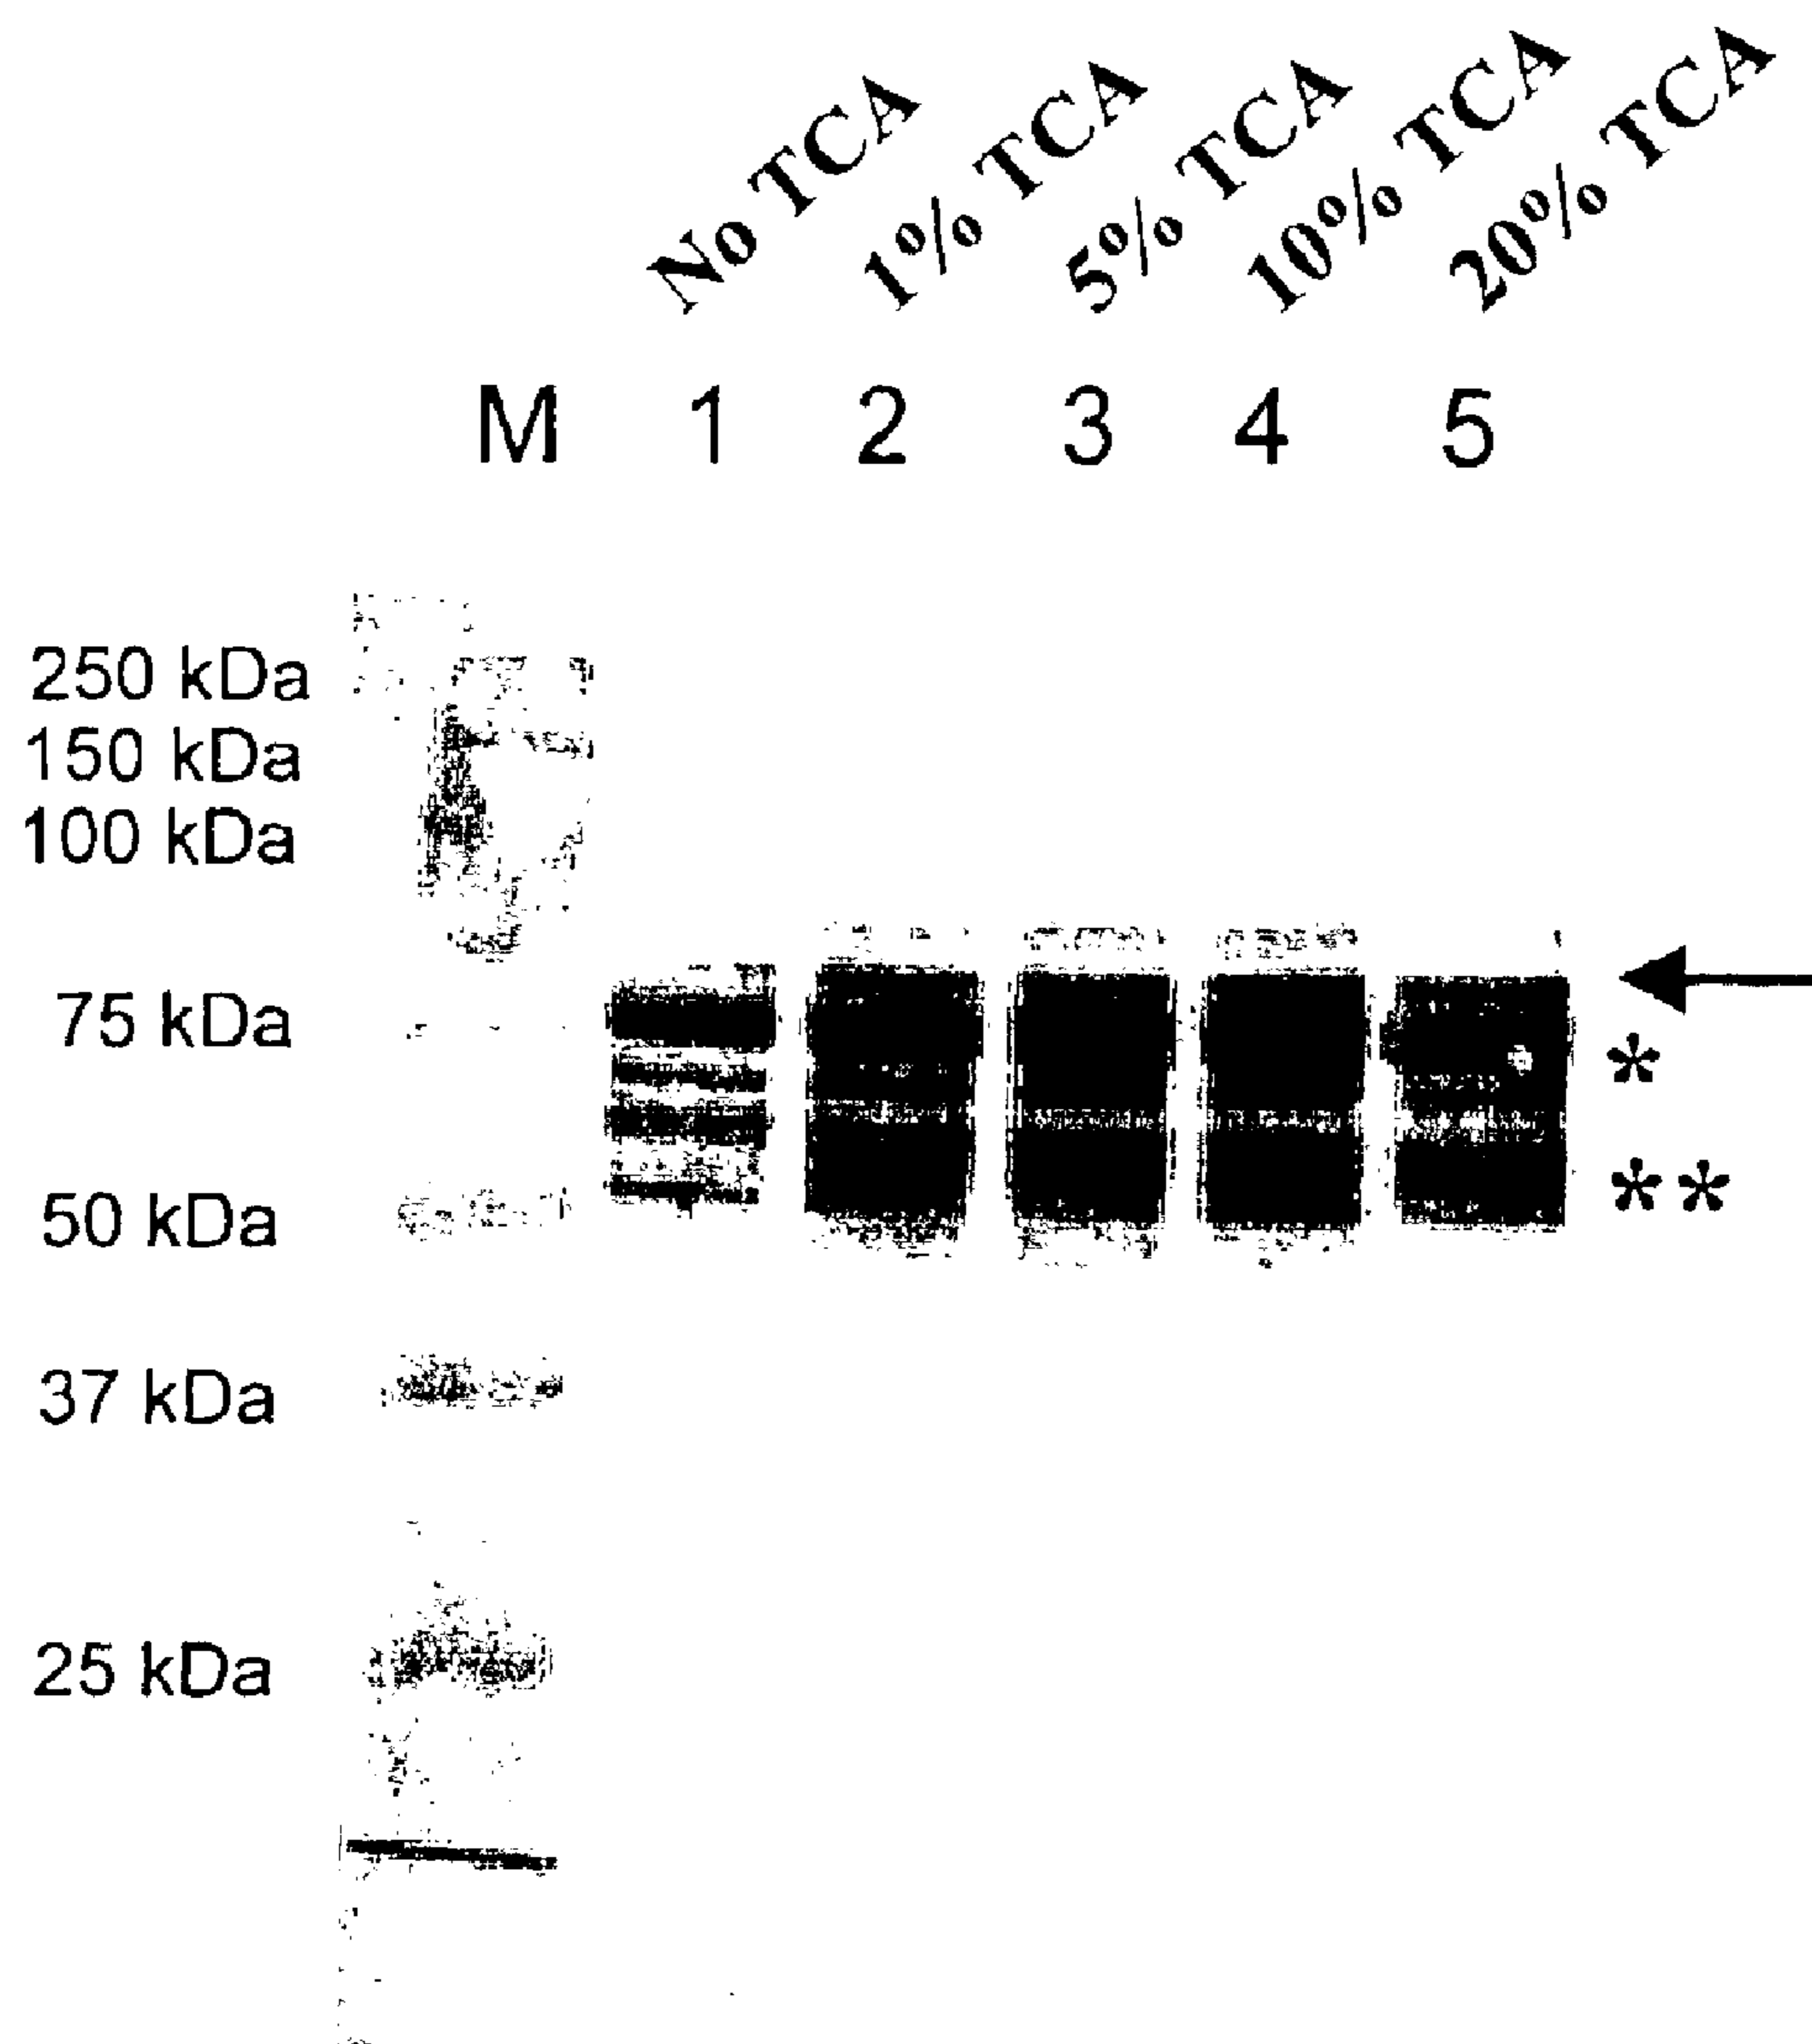 No TCA 1% TCA 5% TCA 10% TCA 20% TCA
M 1 2 3 4 5
250 kDa
150 kDa
100 kDa
75 kDa
*
50 kDa **
37 kDa
25 kDa